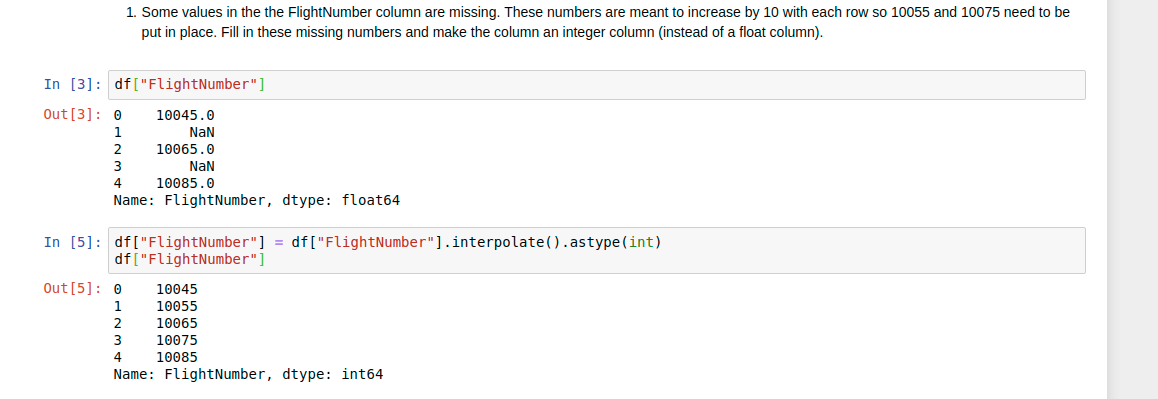 1. Some values in the the FlightNumber column are missing. These numbers are meant to increase by 10 with each row so 10055 and 10075 need to be
put in place. Fill in these missing numbers and make the column an integer column (instead of a float column).
In [3]: df["FlightNumber"]
Out[3]: 0    10045.0
1        NaN
2    10065.0
3        NaN
4    10085.0
Name: FlightNumber, dtype: float64
In [5]: df["FlightNumber"] = df["FlightNumber"].interpolate().astype(int)
df["FlightNumber"]
Out[5]: 0    10045
1    10055
2    10065
3    10075
4    10085
Name: FlightNumber, dtype: int64